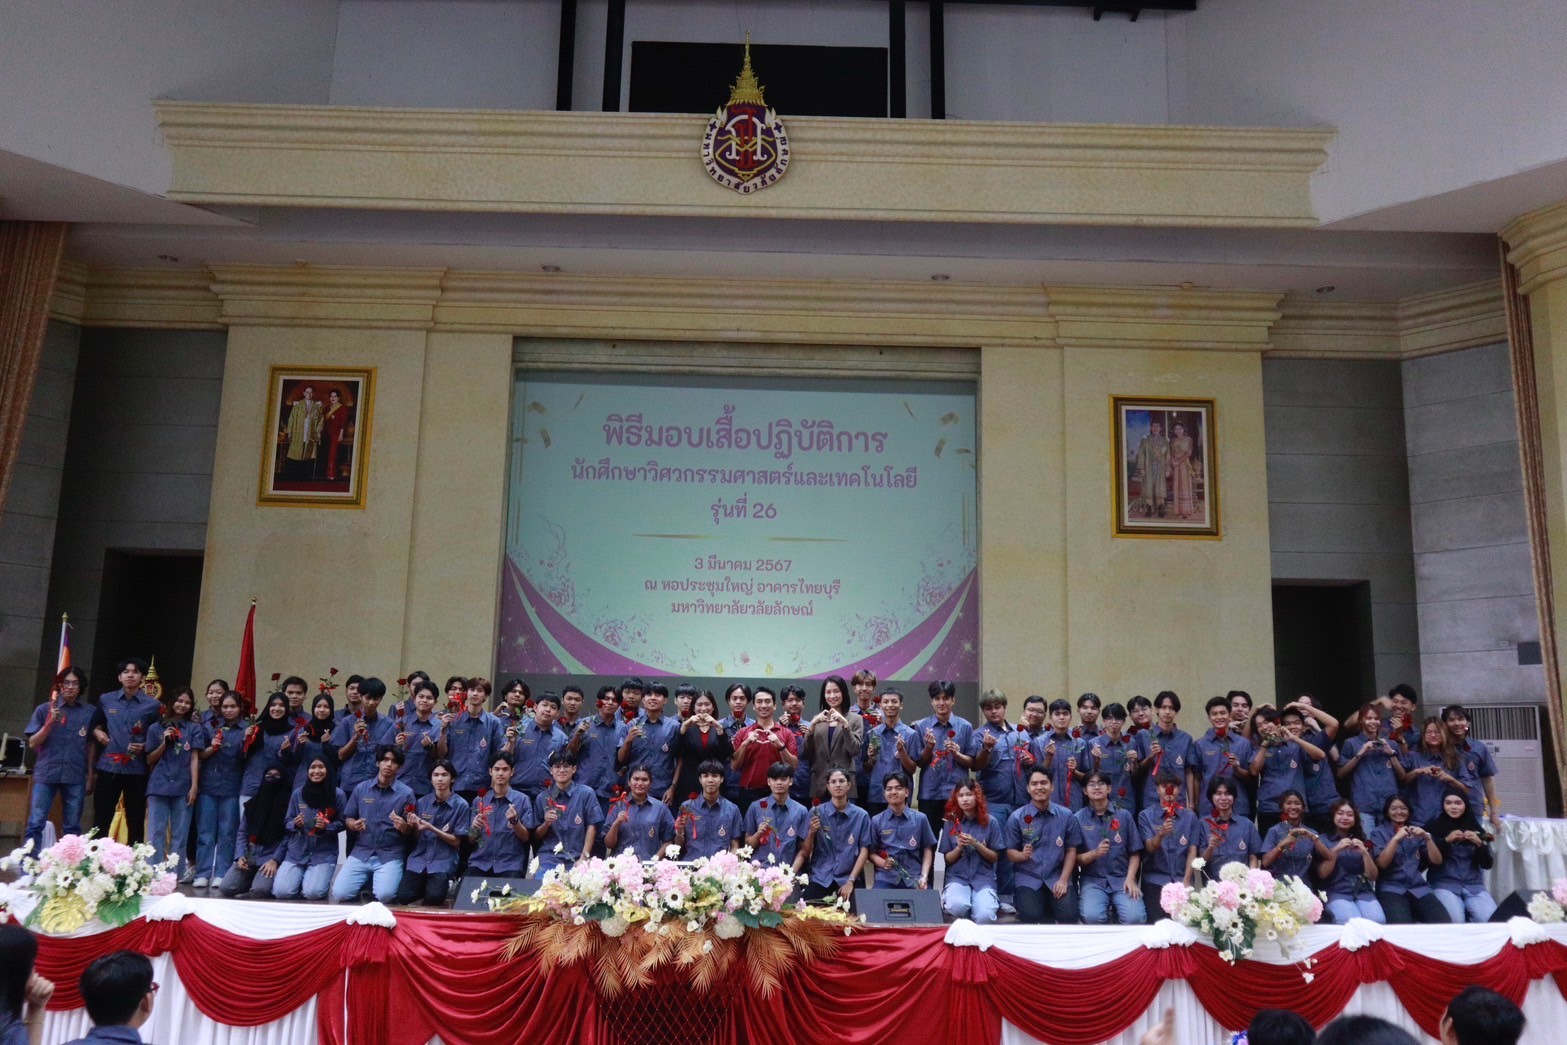 พิธีมอบเสื้อปฏิบัติการ
นักศึกษาวิศวกรรมศาสตร์และเทคโนโลยี
รุ่นที่ 26
3 มีนาคม 2567
ณ หอประชุมใหญ่ อาคารไทยบุรี
มหาวิทยาลัยวลัยลักษณ์